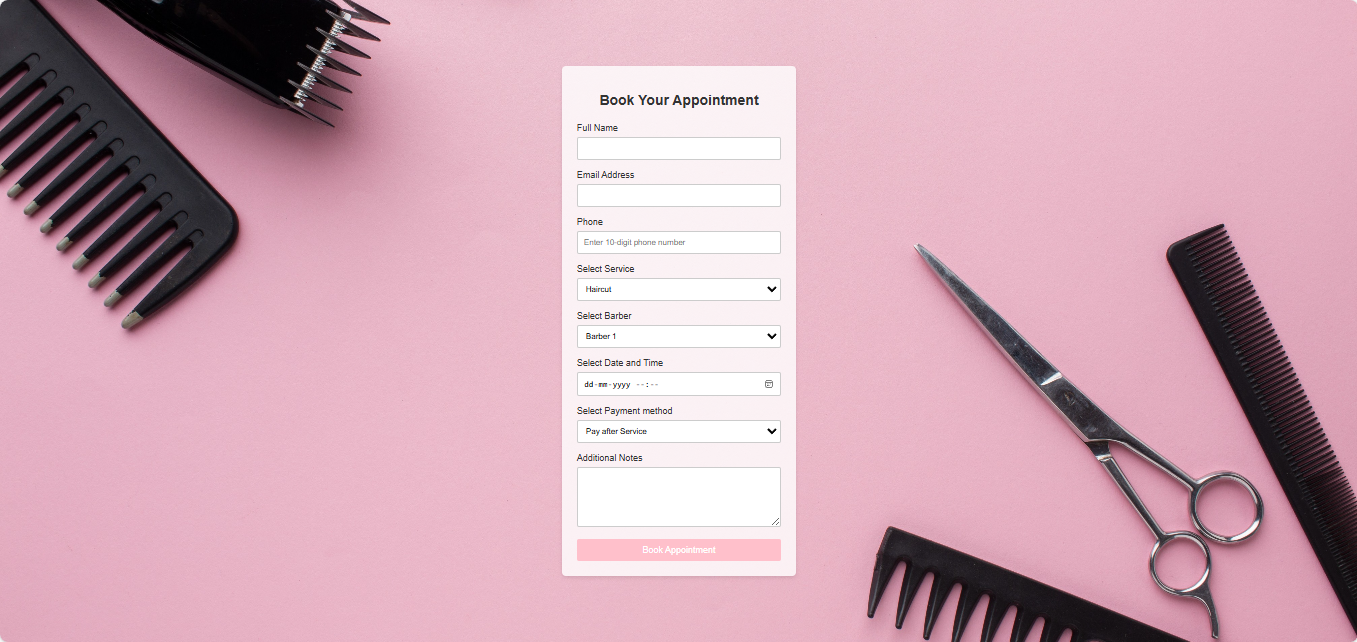 Book Your Appointment
Full Name
Email Address
Phone
Enter 10-digit phone number
Select Service
Haircut
Select Barber
Barber 1
Select Date and Time
dd-mm-yyyy --:--
Select Payment method
Pay after Service
Additional Notes
Book Appointment